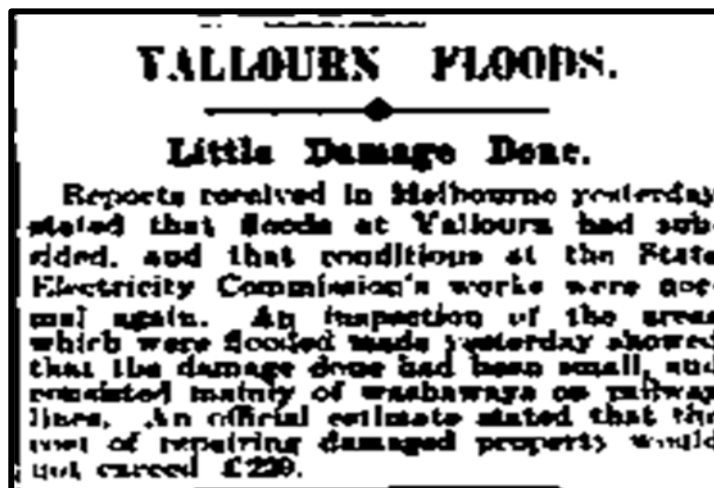 YALLOURN FLOODS.
Little Damage Done.
Reports received in Melbourne yesterday
stated that floods at Yallourn had sub-
sided, and that conditions at the State
Electricity Commission's works were nor-
mal again. An inspection of the areas
which were flooded made yesterday showed
that the damage done had been small, and
consisted mainly of washaways on railway
lines. An official estimate stated that the
cost of repairing damaged property would
not exceed